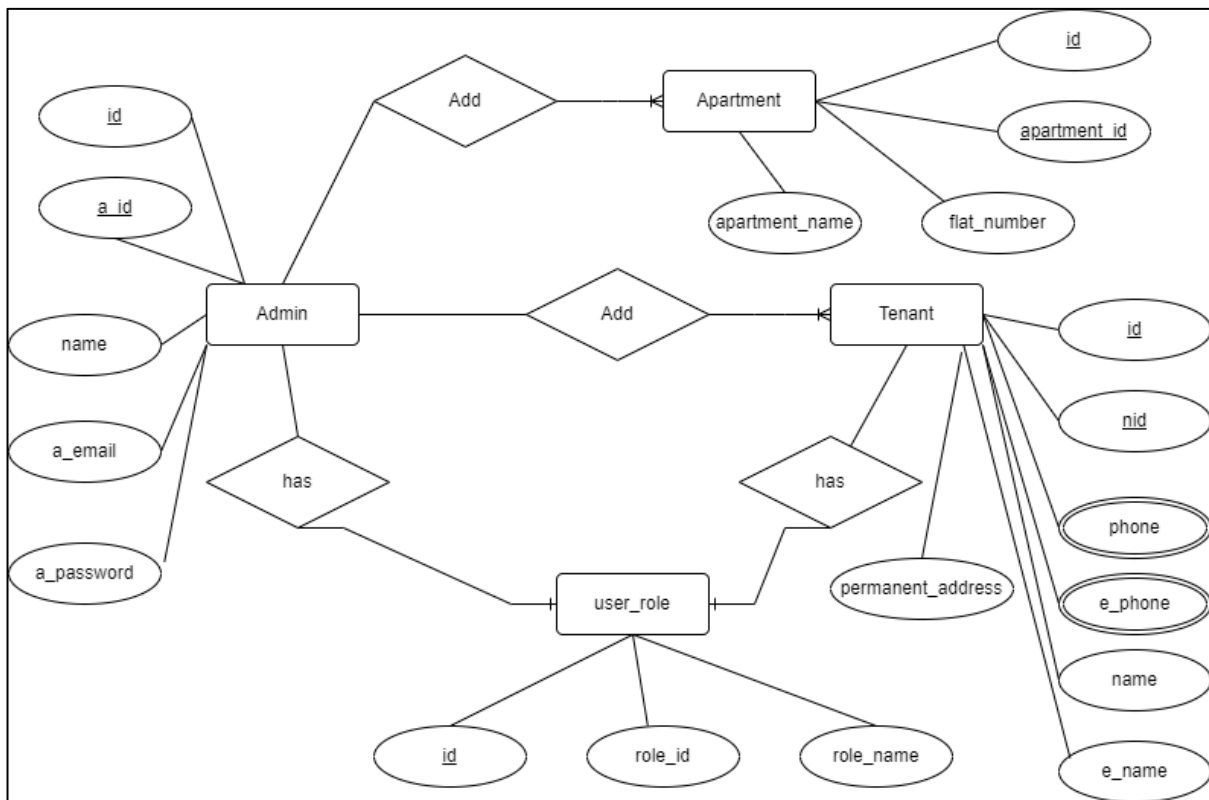 id
Add
Apartment
apartment_id
a_id
apartment_name
flat_number
Admin
Add
Tenant
name
id
a_email
nid
has
has
phone
a_password
user_role
permanent_address
e_phone
name
id
role_id
role_name
e_name
id